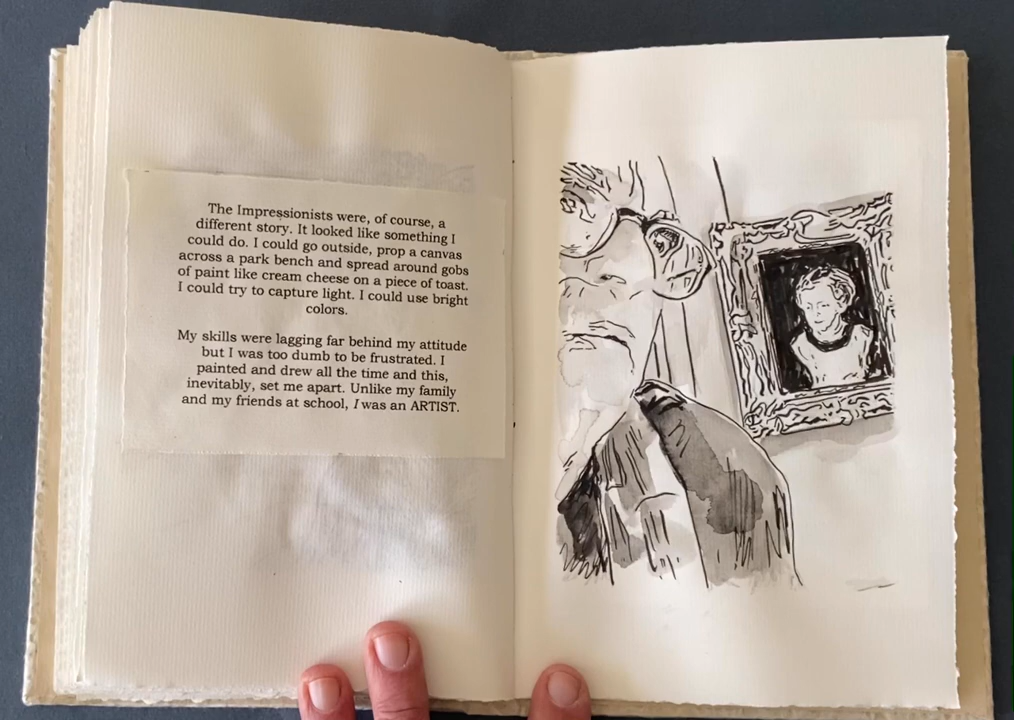 The Impressionists were, of course, a
different story. It looked like something I
could do. I could go outside, prop a canvas
across a park bench and spread around gobs
of paint like cream cheese on a piece of toast.
I could try to capture light. I could use bright
colors.
My skills were lagging far behind my attitude
but I was too dumb to be frustrated. I
painted and drew all the time and this,
inevitably, set me apart. Unlike my family
and my friends at school, I was an ARTIST.